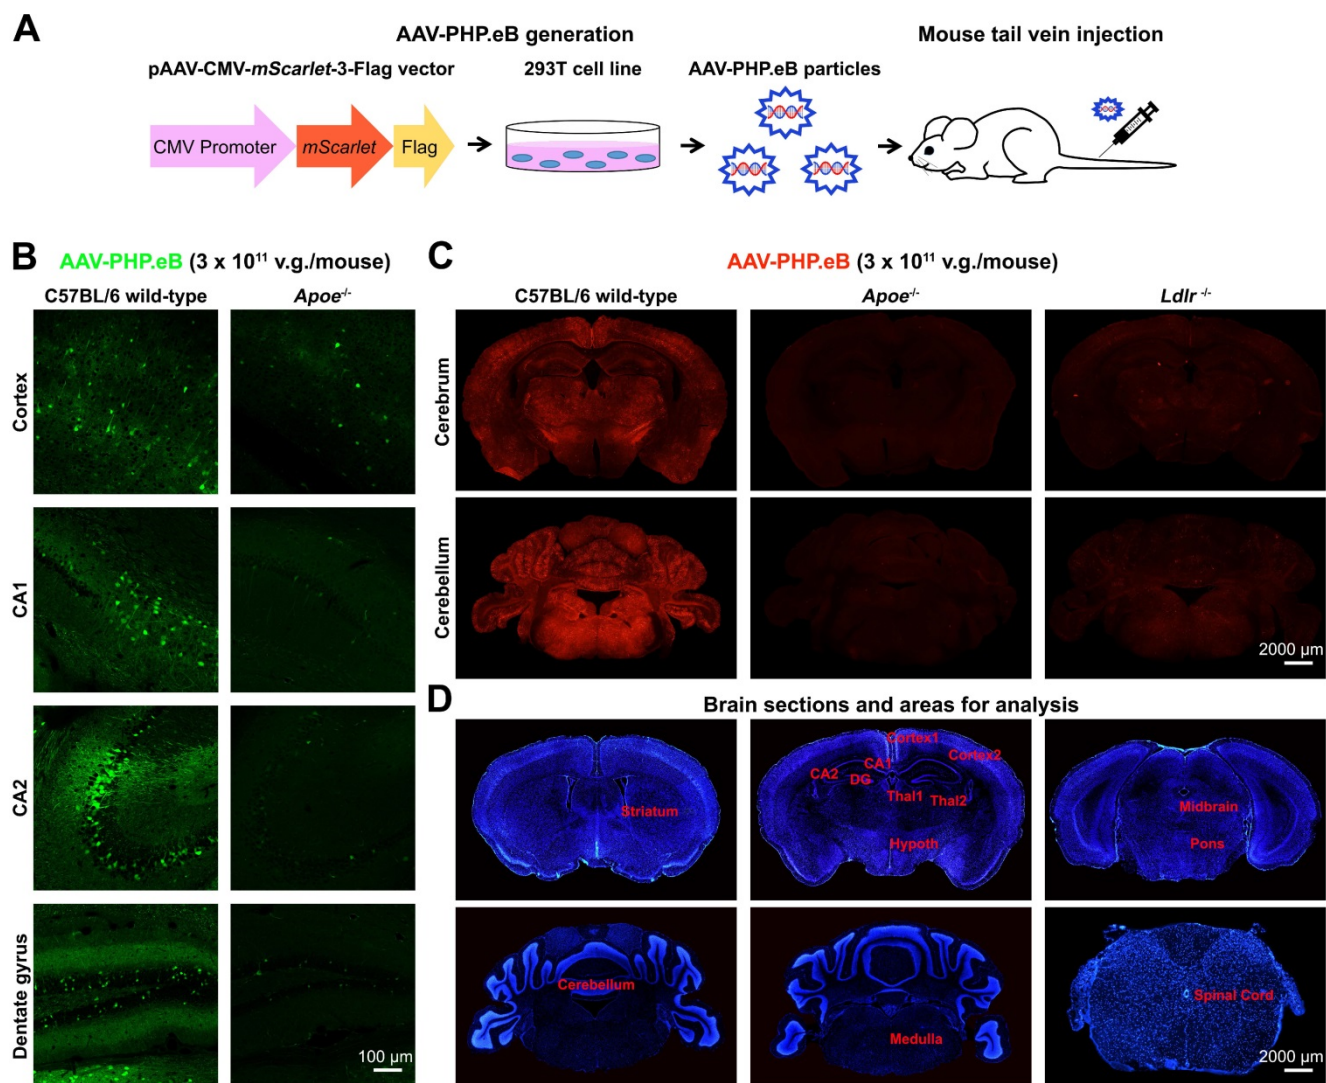 A
AAV-PHP.eB generation
Mouse tail vein injection
pAAV-CMV-mScarlet-3-Flag vector
293T cell line
AAV-PHP.eB particles
CMV Promoter
mScarlet
Flag
B
AAV-PHP.eB (3 x 10¹¹ v.g./mouse)
C57BL/6 wild-type
Apoe⁻/⁻
Cortex
CA1
CA2
Dentate gyrus
100 µm
C
AAV-PHP.eB (3 x 10¹¹ v.g./mouse)
C57BL/6 wild-type
Apoe⁻/⁻
Ldlr ⁻/⁻
Cerebrum
Cerebellum
2000 µm
D
Brain sections and areas for analysis
Striatum
Cortex1
Cortex2
CA1
CA2
DG
Thal1
Thal2
Hypoth
Midbrain
Pons
Cerebellum
Medulla
Spinal Cord
2000 µm